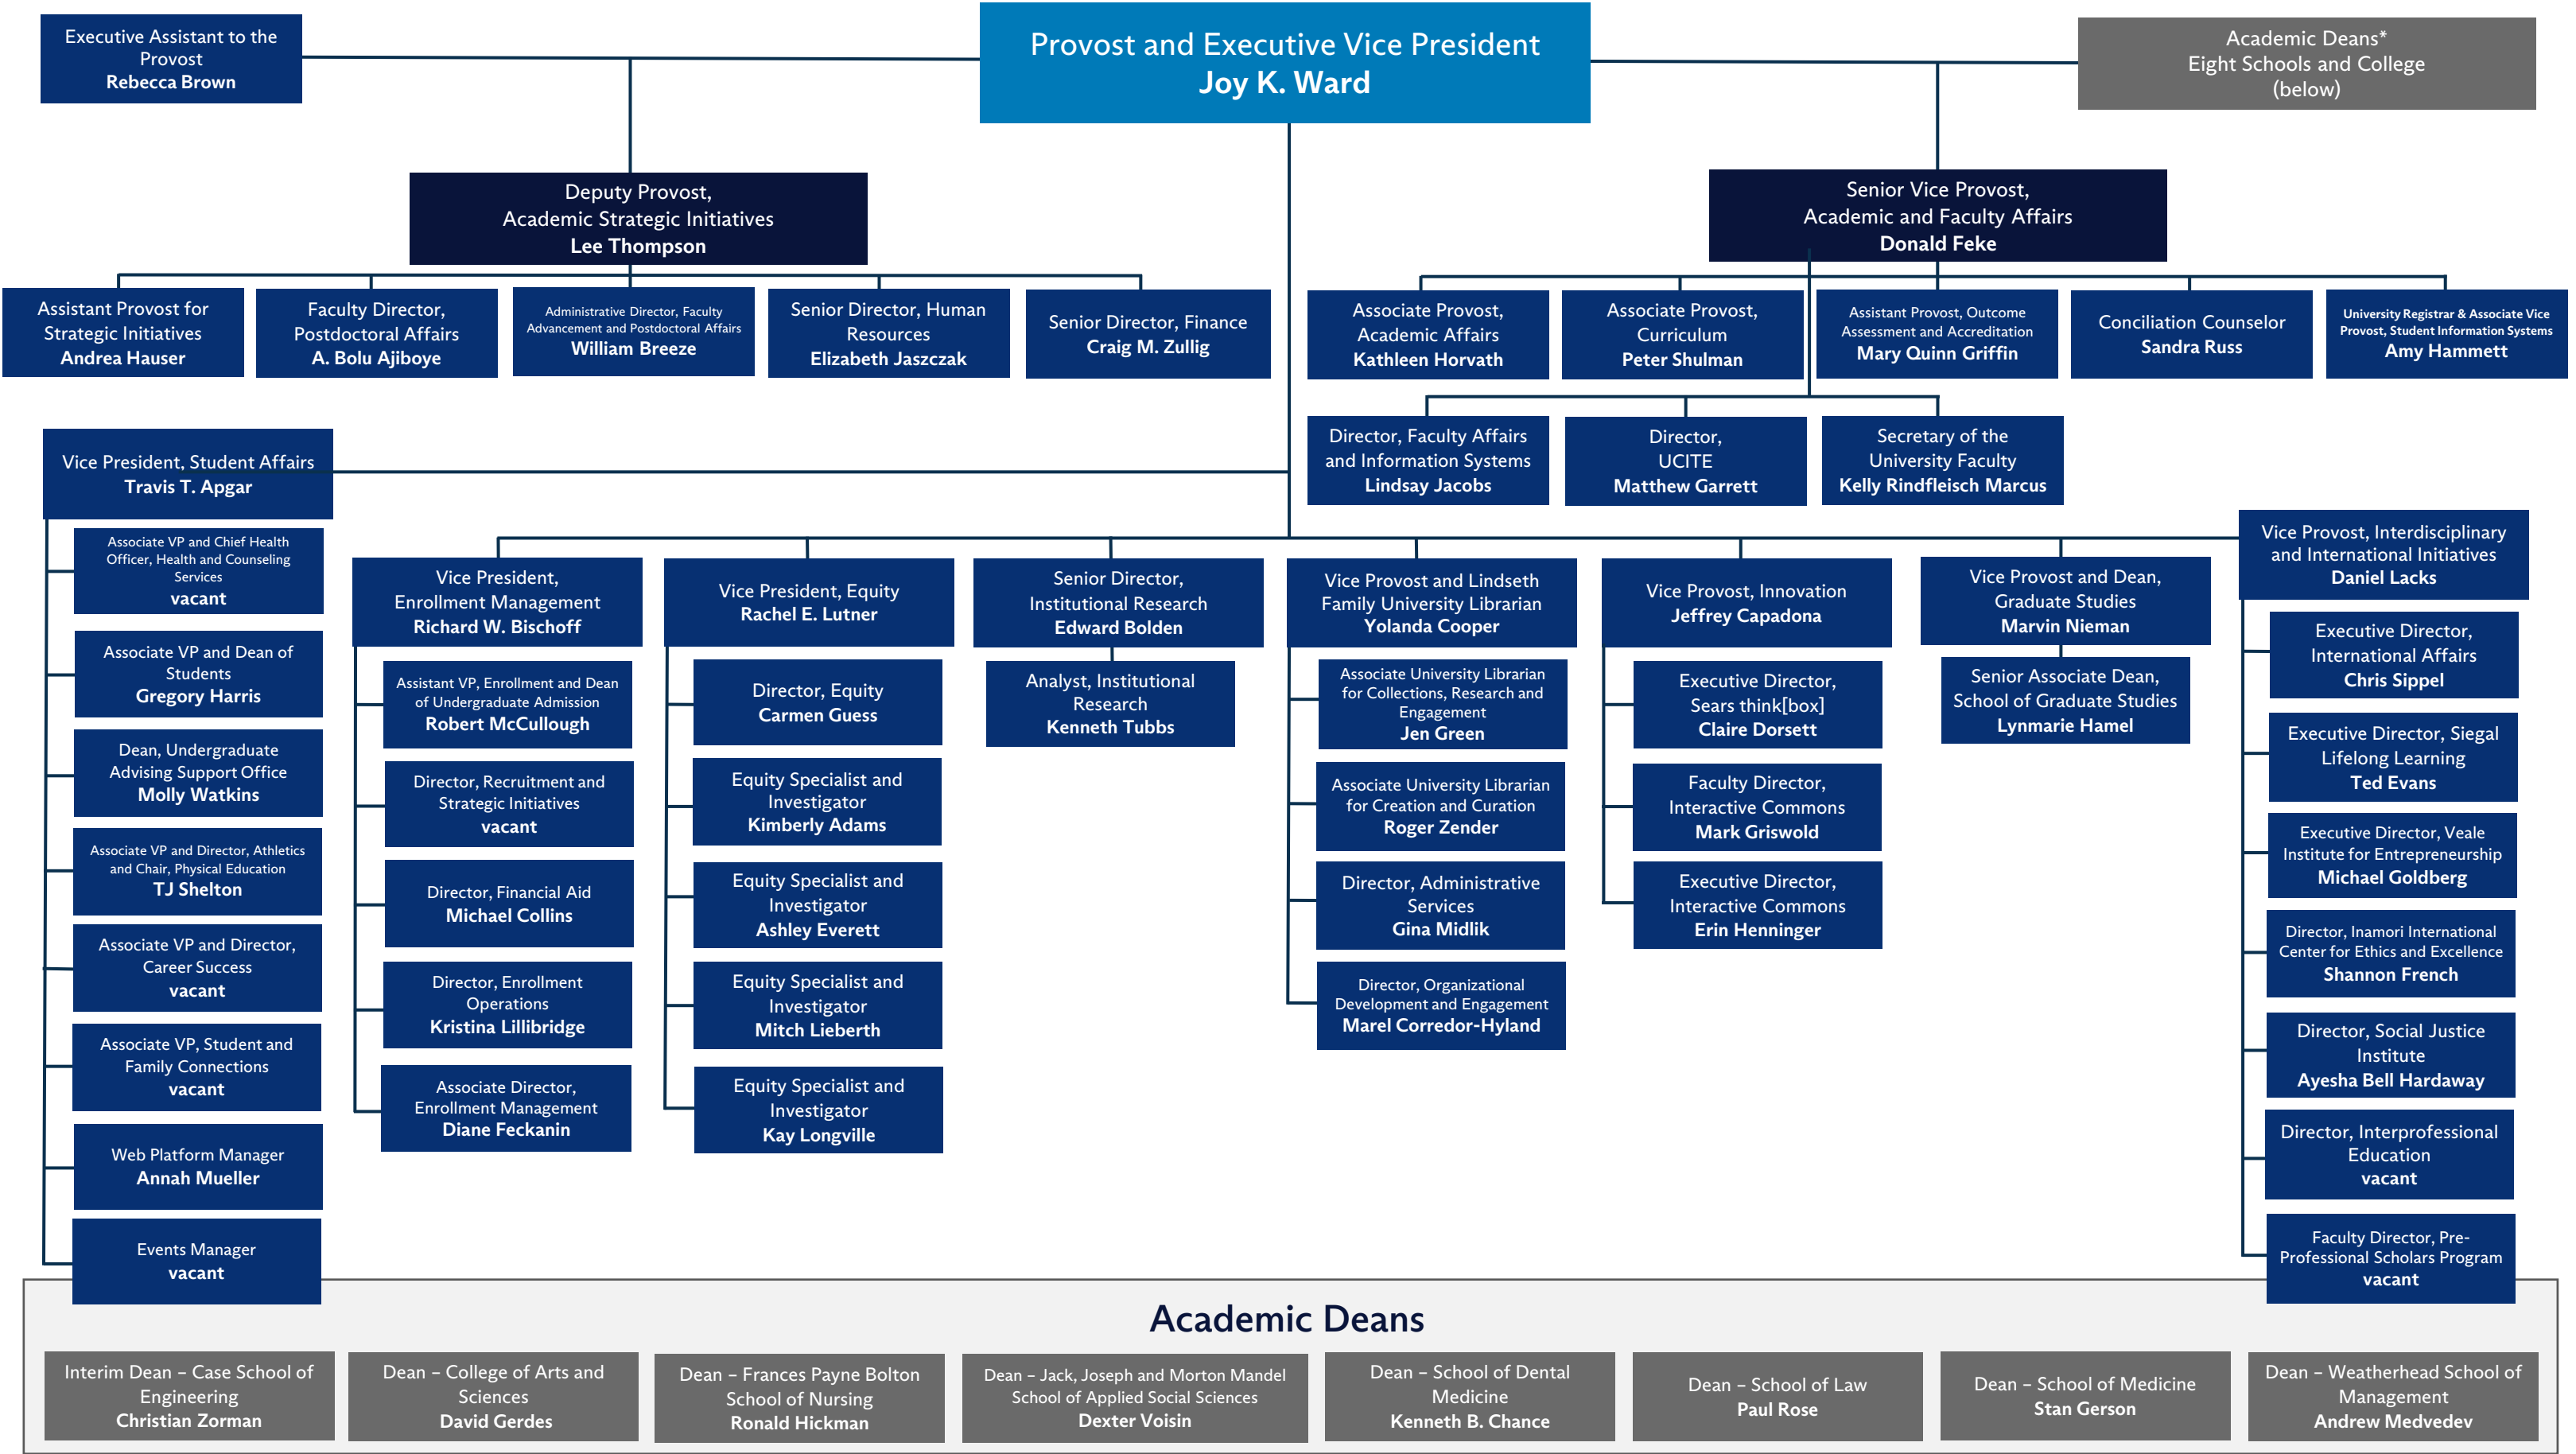 Executive Assistant to the
Provost
Rebecca Brown
Provost and Executive Vice President
Joy K. Ward
Academic Deans*
Eight Schools and College
(below)
Deputy Provost,
Academic Strategic Initiatives
Lee Thompson
Senior Vice Provost,
Academic and Faculty Affairs
Donald Feke
Assistant Provost for
Strategic Initiatives
Andrea Hauser
Faculty Director,
Postdoctoral Affairs
A. Bolu Ajiboye
Administrative Director, Faculty
Advancement and Postdoctoral Affairs
William Breeze
Senior Director, Human
Resources
Elizabeth Jaszczak
Senior Director, Finance
Craig M. Zullig
Associate Provost,
Academic Affairs
Kathleen Horvath
Associate Provost,
Curriculum
Peter Shulman
Assistant Provost, Outcome
Assessment and Accreditation
Mary Quinn Griffin
Conciliation Counselor
Sandra Russ
University Registrar & Associate Vice
Provost, Student Information Systems
Amy Hammett
Director, Faculty Affairs
and Information Systems
Lindsay Jacobs
Director,
UCITE
Matthew Garrett
Secretary of the
University Faculty
Kelly Rindfleisch Marcus
Vice President, Student Affairs
Travis T. Apgar
Associate VP and Chief Health
Officer, Health and Counseling
Services
vacant
Associate VP and Dean of
Students
Gregory Harris
Dean, Undergraduate
Advising Support Office
Molly Watkins
Associate VP and Director, Athletics
and Chair, Physical Education
TJ Shelton
Associate VP and Director,
Career Success
vacant
Associate VP, Student and
Family Connections
vacant
Web Platform Manager
Annah Mueller
Events Manager
vacant
Vice President,
Enrollment Management
Richard W. Bischoff
Assistant VP, Enrollment and Dean
of Undergraduate Admission
Robert McCullough
Director, Recruitment and
Strategic Initiatives
vacant
Director, Financial Aid
Michael Collins
Director, Enrollment
Operations
Kristina Lillibridge
Associate Director,
Enrollment Management
Diane Feckanin
Vice President, Equity
Rachel E. Lutner
Director, Equity
Carmen Guess
Equity Specialist and
Investigator
Kimberly Adams
Equity Specialist and
Investigator
Ashley Everett
Equity Specialist and
Investigator
Mitch Lieberth
Equity Specialist and
Investigator
Kay Longville
Senior Director,
Institutional Research
Edward Bolden
Analyst, Institutional
Research
Kenneth Tubbs
Vice Provost and Lindseth
Family University Librarian
Yolanda Cooper
Associate University Librarian
for Collections, Research and
Engagement
Jen Green
Associate University Librarian
for Creation and Curation
Roger Zender
Director, Administrative
Services
Gina Midlik
Director, Organizational
Development and Engagement
Marel Corredor-Hyland
Vice Provost, Innovation
Jeffrey Capadona
Executive Director,
Sears think[box]
Claire Dorsett
Faculty Director,
Interactive Commons
Mark Griswold
Executive Director,
Interactive Commons
Erin Henninger
Vice Provost and Dean,
Graduate Studies
Marvin Nieman
Senior Associate Dean,
School of Graduate Studies
Lynmarie Hamel
Vice Provost, Interdisciplinary
and International Initiatives
Daniel Lacks
Executive Director,
International Affairs
Chris Sippel
Executive Director, Siegal
Lifelong Learning
Ted Evans
Executive Director, Veale
Institute for Entrepreneurship
Michael Goldberg
Director, Inamori International
Center for Ethics and Excellence
Shannon French
Director, Social Justice
Institute
Ayesha Bell Hardaway
Director, Interprofessional
Education
vacant
Faculty Director, Pre-
Professional Scholars Program
vacant
Academic Deans
Interim Dean – Case School of
Engineering
Christian Zorman
Dean – College of Arts and
Sciences
David Gerdes
Dean – Frances Payne Bolton
School of Nursing
Ronald Hickman
Dean – Jack, Joseph and Morton Mandel
School of Applied Social Sciences
Dexter Voisin
Dean – School of Dental
Medicine
Kenneth B. Chance
Dean – School of Law
Paul Rose
Dean – School of Medicine
Stan Gerson
Dean – Weatherhead School of
Management
Andrew Medvedev